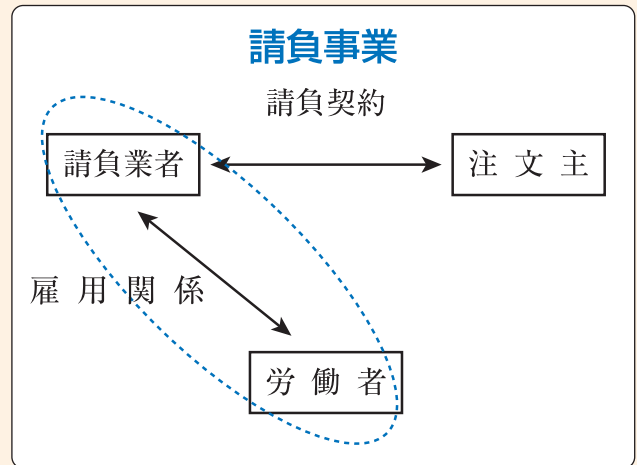 請負事業
請負契約
請負業者
注文主
雇用関係
労働者